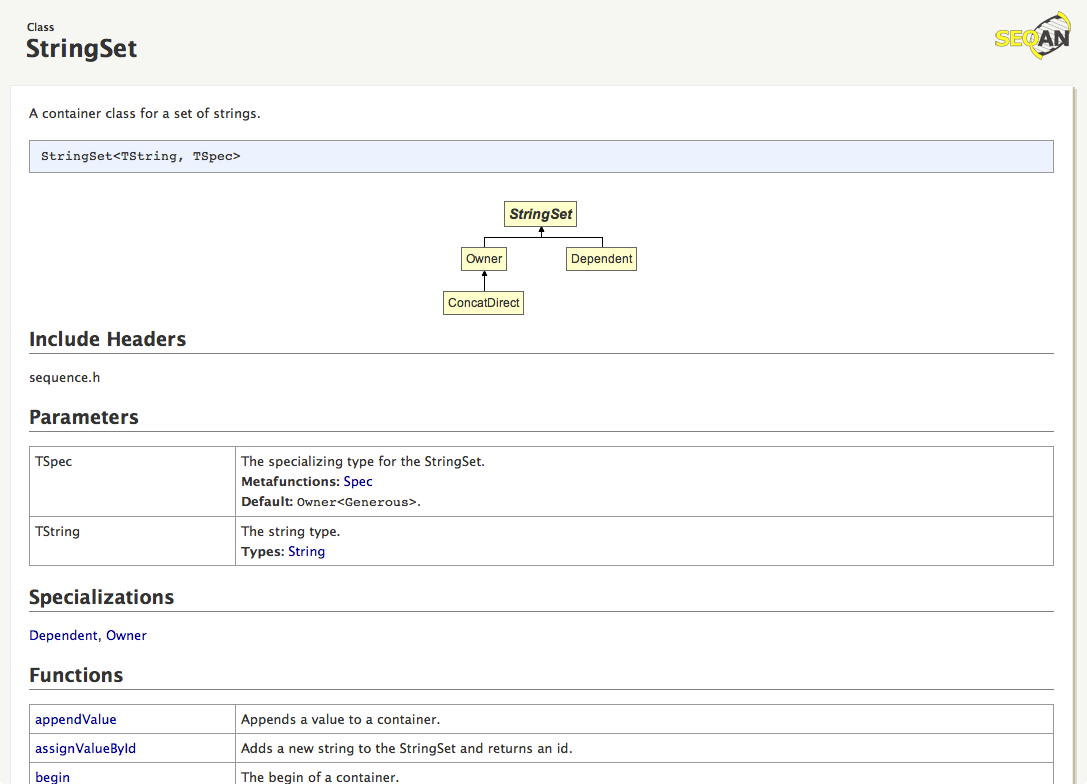 Class
StringSet
SEQAN
A container class for a set of strings.
StringSet<TString, TSpec>
StringSet
Owner Dependent
ConcatDirect
Include Headers
sequence.h
Parameters
TSpec The specializing type for the StringSet.
Metafunctions: Spec
Default: Owner<Generous>.
TString The string type.
Types: String
Specializations
Dependent, Owner
Functions
appendValue Appends a value to a container.
assignValueById Adds a new string to the StringSet and returns an id.
begin The begin of a container.